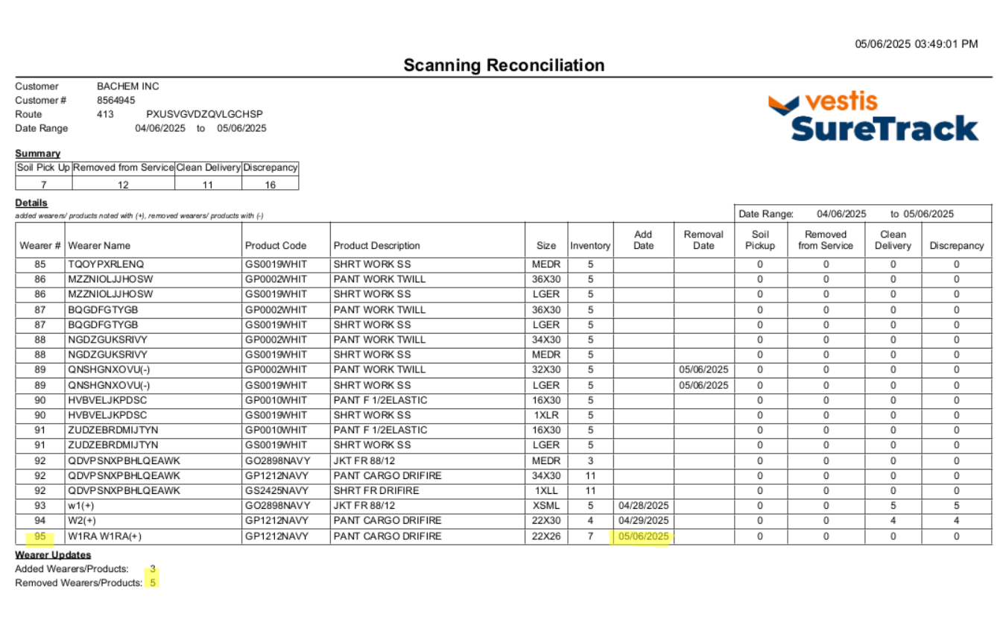 05/06/2025 03:49:01 PM
Scanning Reconciliation
Customer BACHEM INC
Customer # 8564945
Route 413 PXUSVGVDZQVLGCHSP
Date Range 04/06/2025 to 05/06/2025
vestis
SureTrack
Summary
Soil Pick Up Removed from Service Clean Delivery Discrepancy
7 12 11 16
Details
added wearers/ products noted with (+), removed wearers/ products with (-)
Date Range: 04/06/2025 to 05/06/2025
Wearer # Wearer Name Product Code Product Description Size Inventory Add Date Removal Date Soil Pickup Removed from Service Clean Delivery Discrepancy
85 TQOYPXRLENQ GS0019WHIT SHRT WORK SS MEDR 5 0 0 0 0
86 MZZNIOLJJHOSW GP0002WHIT PANT WORK TWILL 36X30 5 0 0 0 0
86 MZZNIOLJJHOSW GS0019WHIT SHRT WORK SS LGER 5 0 0 0 0
87 BQGDFGTYGB GP0002WHIT PANT WORK TWILL 36X30 5 0 0 0 0
87 BQGDFGTYGB GS0019WHIT SHRT WORK SS LGER 5 0 0 0 0
88 NGDZGUKSRIVY GP0002WHIT PANT WORK TWILL 34X30 5 0 0 0 0
88 NGDZGUKSRIVY GS0019WHIT SHRT WORK SS MEDR 5 0 0 0 0
89 QNSHGNXOVU(-) GP0002WHIT PANT WORK TWILL 32X30 5 05/06/2025 0 0 0 0
89 QNSHGNXOVU(-) GS0019WHIT SHRT WORK SS LGER 5 05/06/2025 0 0 0 0
90 HVBVELJKPDSC GP0010WHIT PANT F 1/2ELASTIC 16X30 5 0 0 0 0
90 HVBVELJKPDSC GS0019WHIT SHRT WORK SS 1XLR 5 0 0 0 0
91 ZUDZEBRDMIJTYN GP0010WHIT PANT F 1/2ELASTIC 16X30 5 0 0 0 0
91 ZUDZEBRDMIJTYN GS0019WHIT SHRT WORK SS LGER 5 0 0 0 0
92 QDVPSNXPBHLQEAWK GO2898NAVY JKT FR 88/12 MEDR 3 0 0 0 0
92 QDVPSNXPBHLQEAWK GP1212NAVY PANT CARGO DRIFIRE 34X30 11 0 0 0 0
92 QDVPSNXPBHLQEAWK GS2425NAVY SHRT FR DRIFIRE 1XLL 11 0 0 0 0
93 w1(+) GO2898NAVY JKT FR 88/12 XSML 5 04/28/2025 0 0 5 5
94 W2(+) GP1212NAVY PANT CARGO DRIFIRE 22X30 4 04/29/2025 0 0 4 4
95 W1RA W1RA(+) GP1212NAVY PANT CARGO DRIFIRE 22X26 7 05/06/2025 0 0 0 0
Wearer Updates
Added Wearers/Products: 3
Removed Wearers/Products: 5